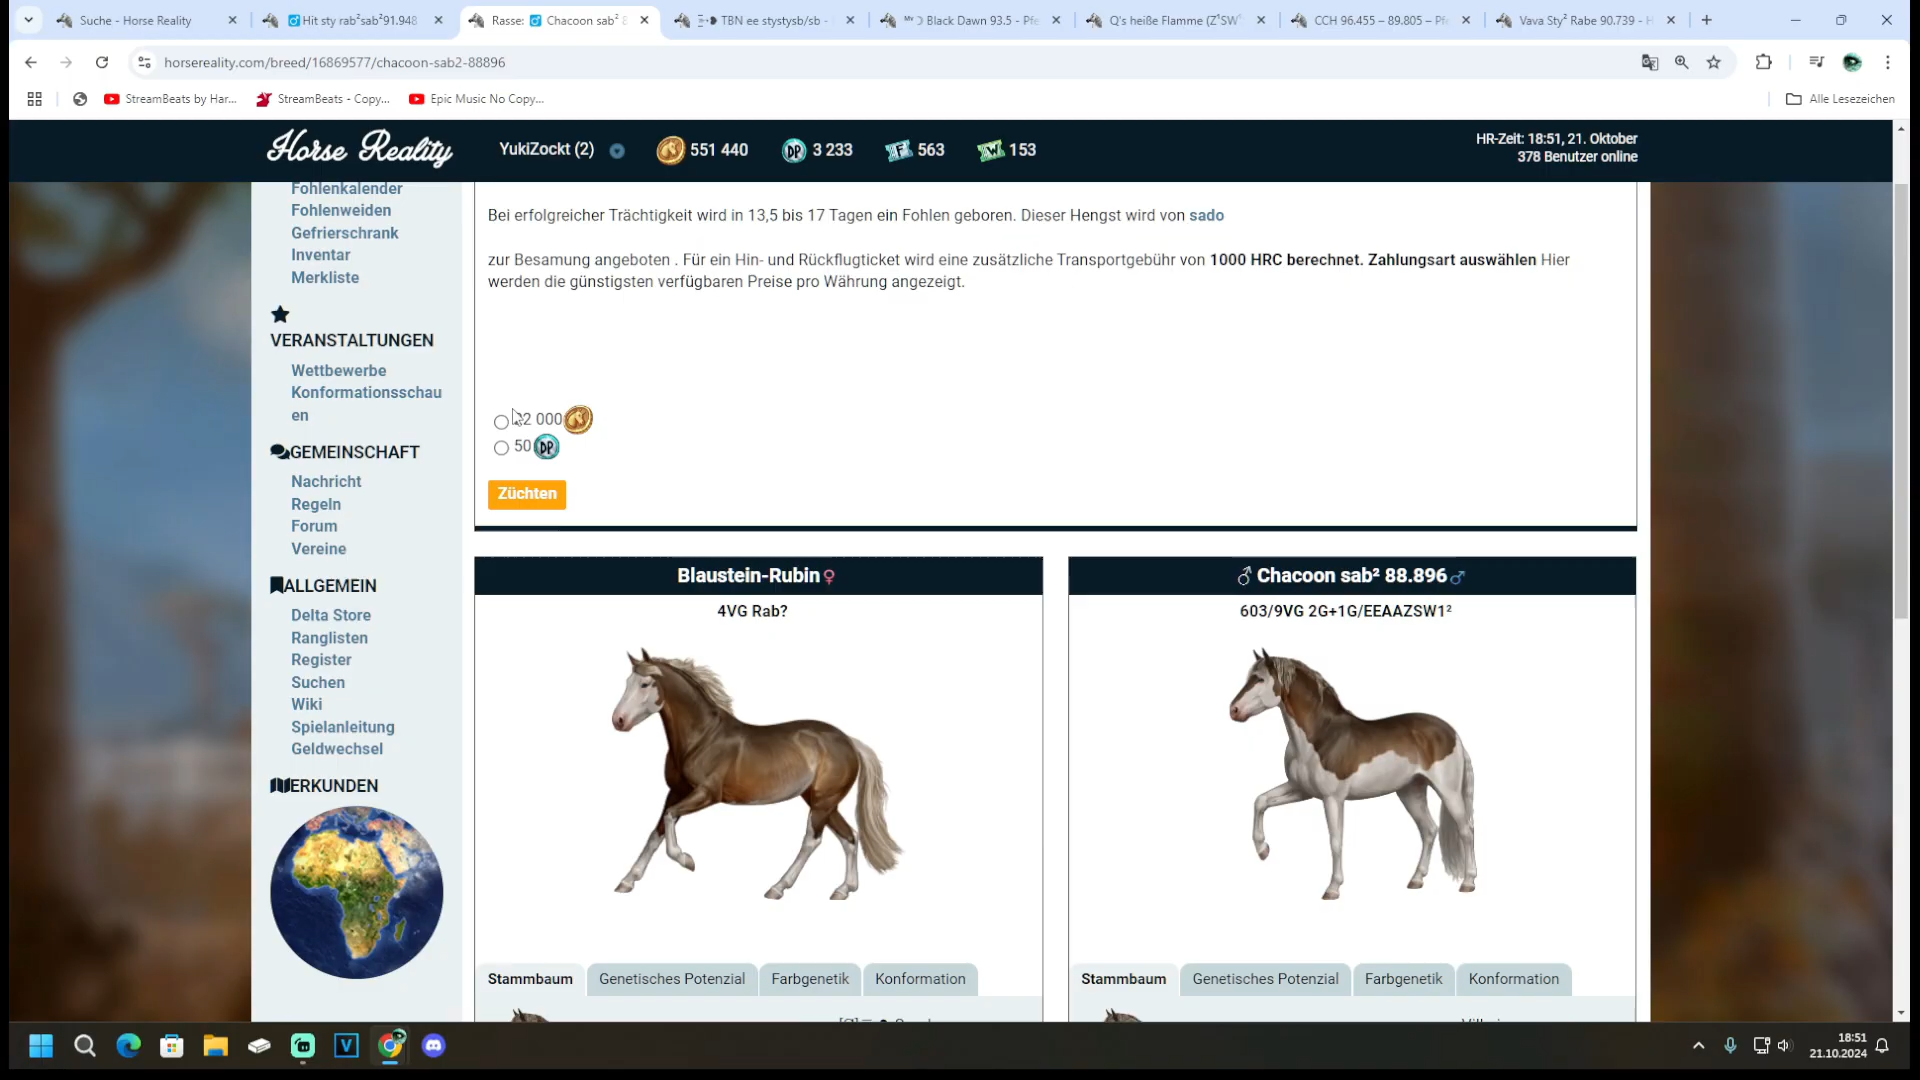 Suche - Horse Reality
Hit sty rab²sab²91.948
Rasse: Chacoon sab² 8
TBN ee stystysb/sb -
Black Dawn 93.5 - Pfe
Q's heiße Flamme (Z¹SW¹
CCH 96.455 – 89.805 – Pfe
Vava Sty² Rabe 90.739 - H
horsereality.com/breed/16869577/chacoon-sab2-88896
StreamBeats by Har...
StreamBeats - Copy...
Epic Music No Copy...
Alle Lesezeichen
Horse Reality
YukiZockt (2)
551 440
DP 3 233
F 563
W 153
HR-Zeit: 18:51, 21. Oktober
378 Benutzer online
Fohlenkalender
Fohlenweiden
Gefrierschrank
Inventar
Merkliste
VERANSTALTUNGEN
Wettbewerbe
Konformationsschau
en
GEMEINSCHAFT
Nachricht
Regeln
Forum
Vereine
ALLGEMEIN
Delta Store
Ranglisten
Register
Suchen
Wiki
Spielanleitung
Geldwechsel
ERKUNDEN
Bei erfolgreicher Trächtigkeit wird in 13,5 bis 17 Tagen ein Fohlen geboren. Dieser Hengst wird von sado
zur Besamung angeboten . Für ein Hin- und Rückflugticket wird eine zusätzliche Transportgebühr von 1000 HRC berechnet. Zahlungsart auswählen Hier
werden die günstigsten verfügbaren Preise pro Währung angezeigt.
2 000
50 DP
Züchten
Blaustein-Rubin♀
4VG Rab?
♂ Chacoon sab² 88.896♂
603/9VG 2G+1G/EEAAZSW1²
Stammbaum
Genetisches Potenzial
Farbgenetik
Konformation
Stammbaum
Genetisches Potenzial
Farbgenetik
Konformation
V
18:51
21.10.2024